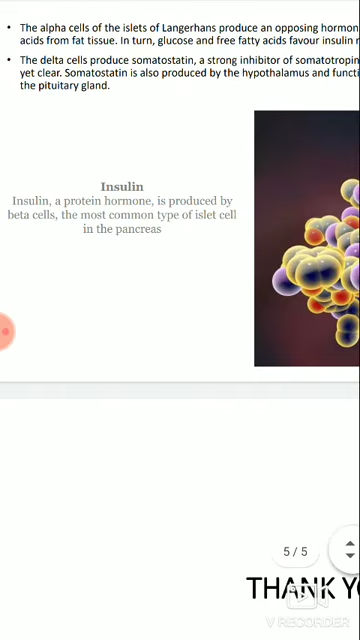 • The alpha cells of the islets of Langerhans produce an opposing hormon
acids from fat tissue. In turn, glucose and free fatty acids favour insulin r
• The delta cells produce somatostatin, a strong inhibitor of somatotropin
yet clear. Somatostatin is also produced by the hypothalamus and functi
the pituitary gland.
Insulin
Insulin, a protein hormone, is produced by
beta cells, the most common type of islet cell
in the pancreas
5 / 5
THANK YO
V RECORDER